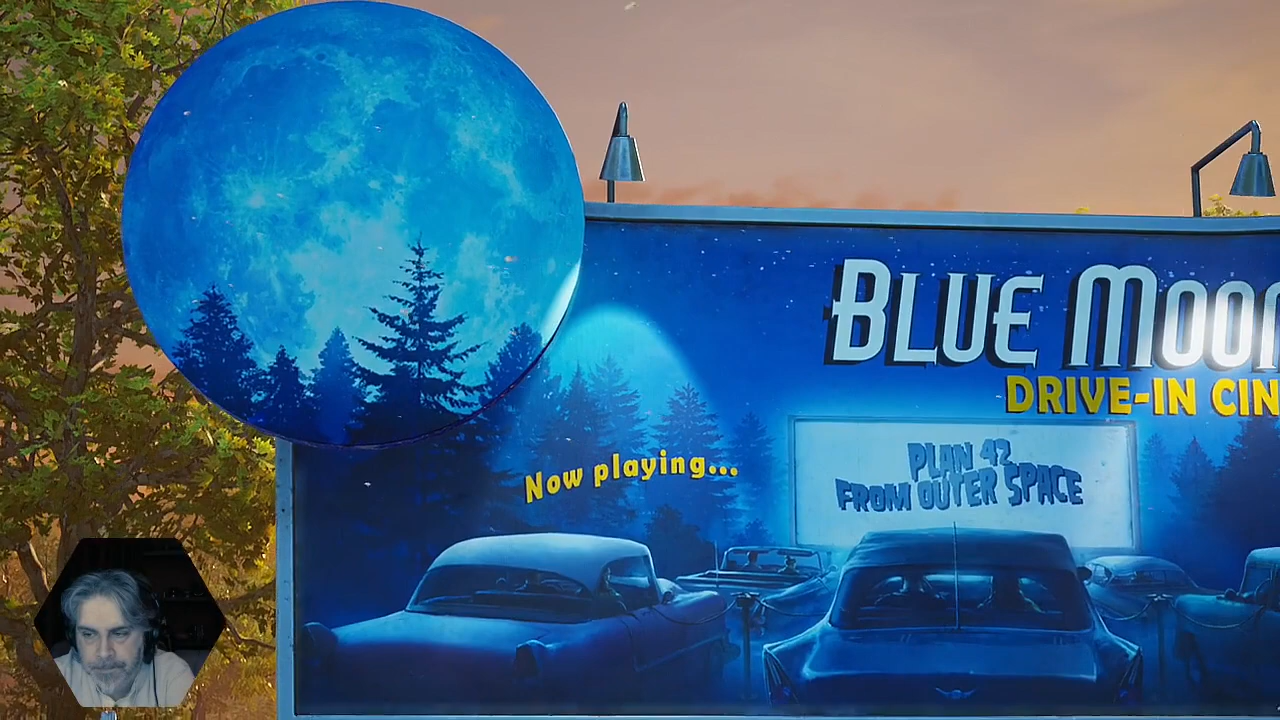 BLUE MOON
DRIVE-IN CIN
Now playing...
PLAN 42
FROM OUTER SPACE